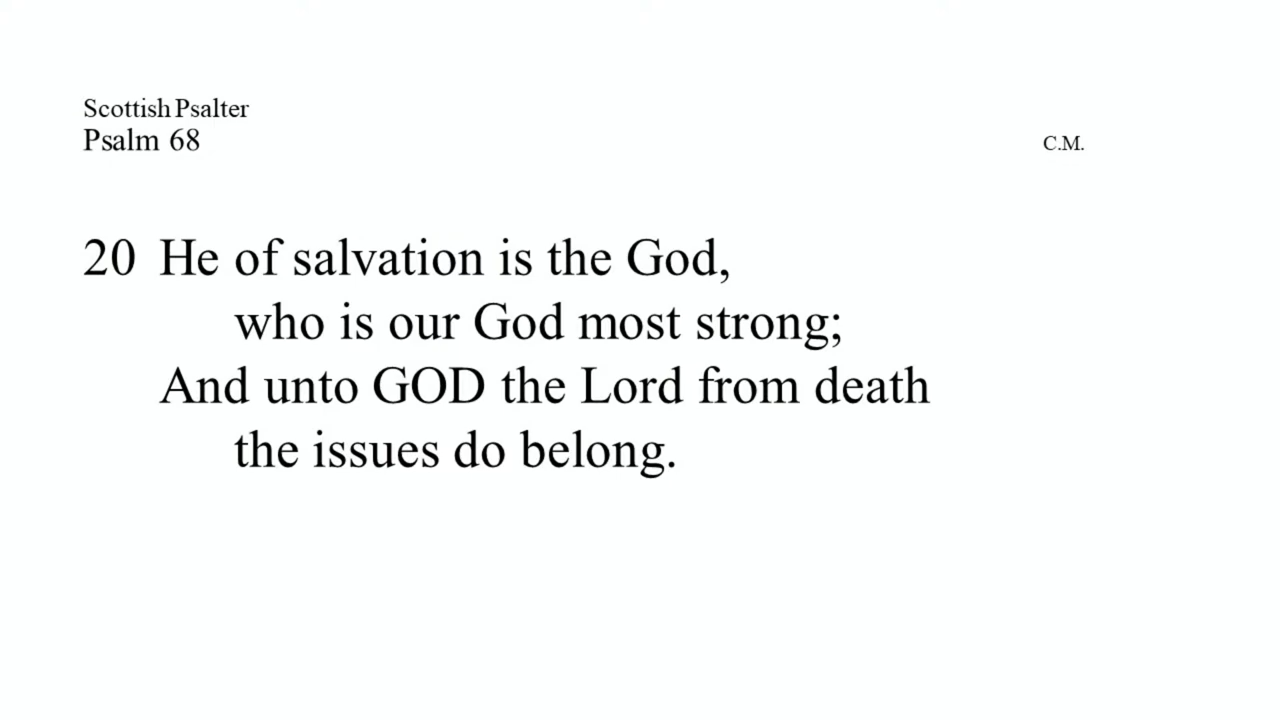 Scottish Psalter
Psalm 68
C.M.
20 He of salvation is the God,
who is our God most strong;
And unto GOD the Lord from death
the issues do belong.